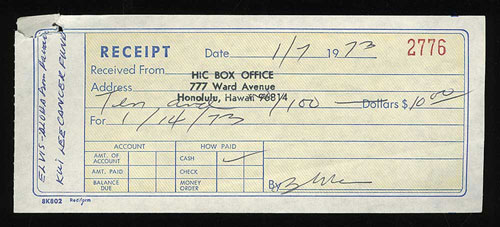 ELVIS-ALOHA from Hawaii
KUI LEE CANCER FUND
RECEIPT Date 1/7 1973 2776
Received From HIC BOX OFFICE
Address 777 Ward Avenue
Honolulu, Hawaii 96814
Ten and /100 Dollars $10.00
For 1/14/73
ACCOUNT HOW PAID
AMT. OF ACCOUNT CASH ✓
AMT. PAID CHECK
BALANCE DUE MONEY ORDER
By
8K802 Rediform